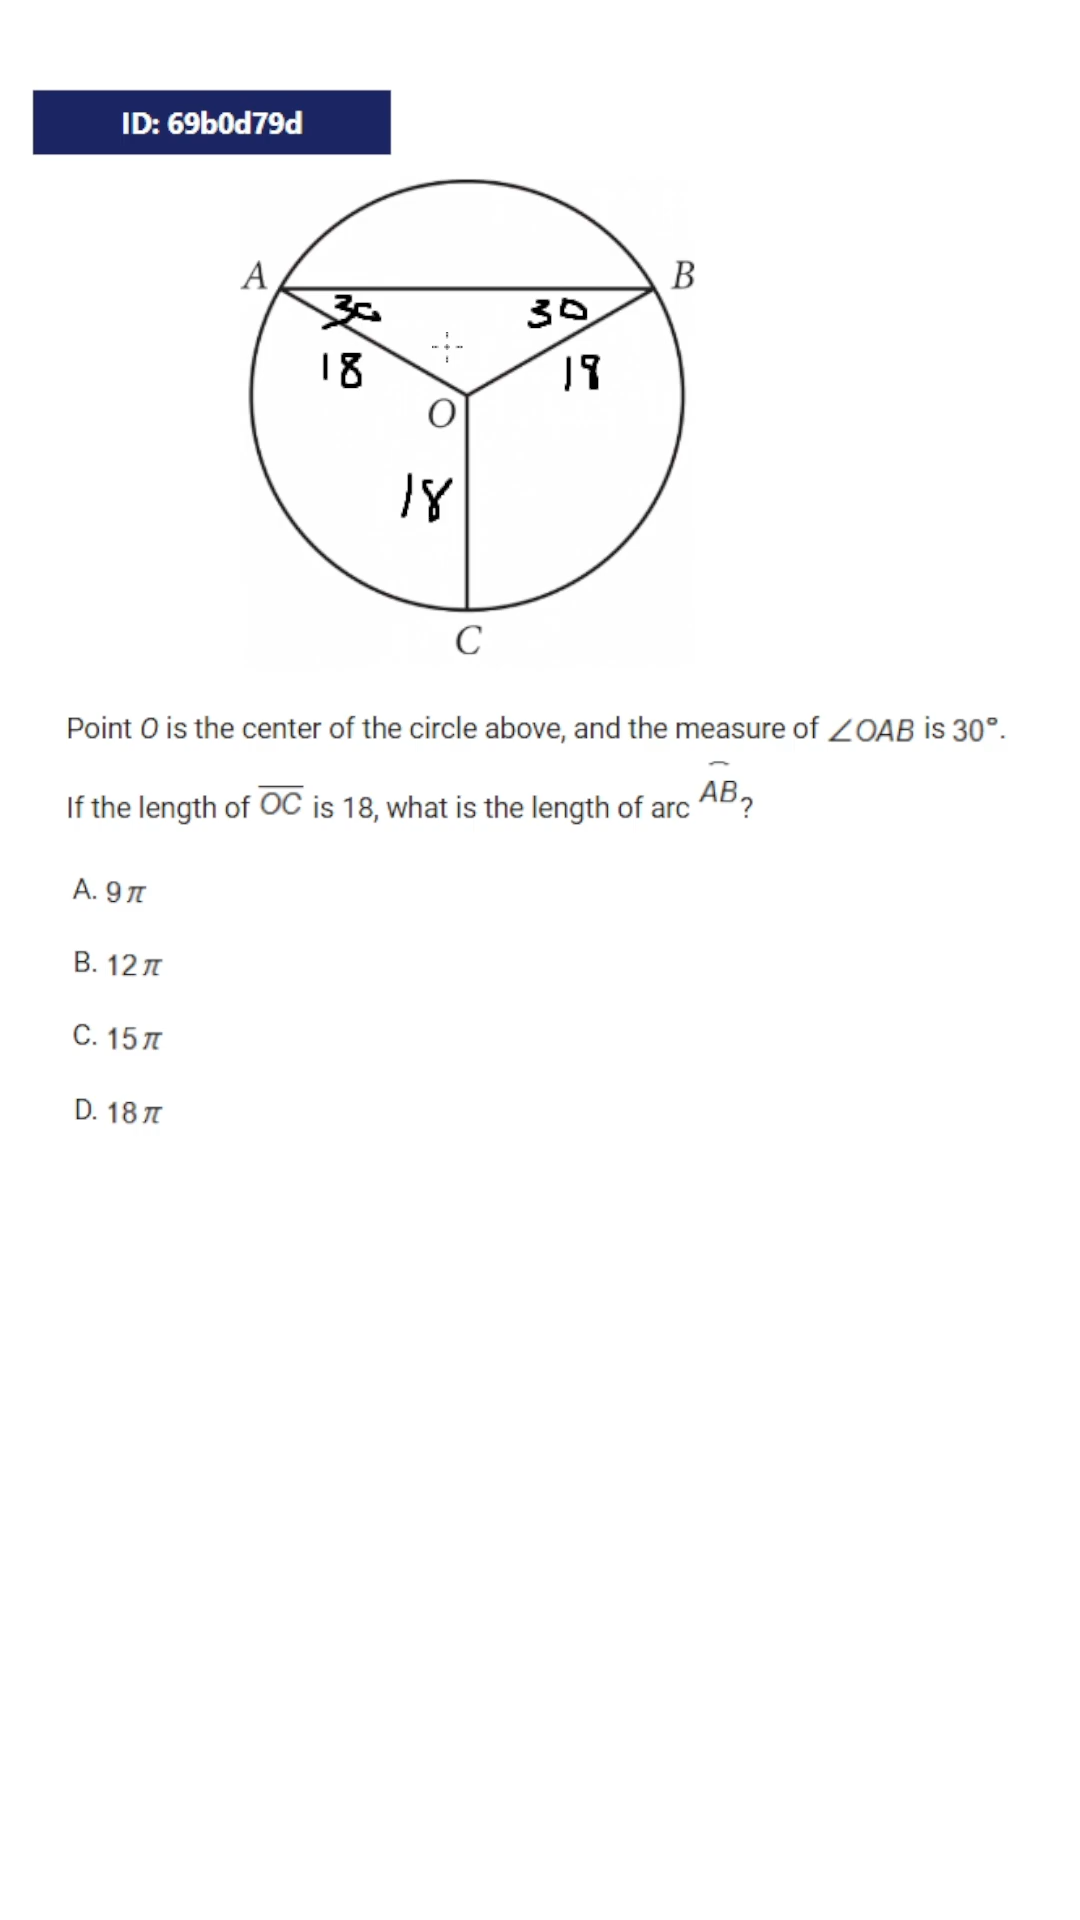 ID: 69b0d79d
A
B
30
30
18
18
O
18
C
Point O is the center of the circle above, and the measure of ∠OAB is 30°.
If the length of OC is 18, what is the length of arc AB?
A. 9π
B. 12π
C. 15π
D. 18π